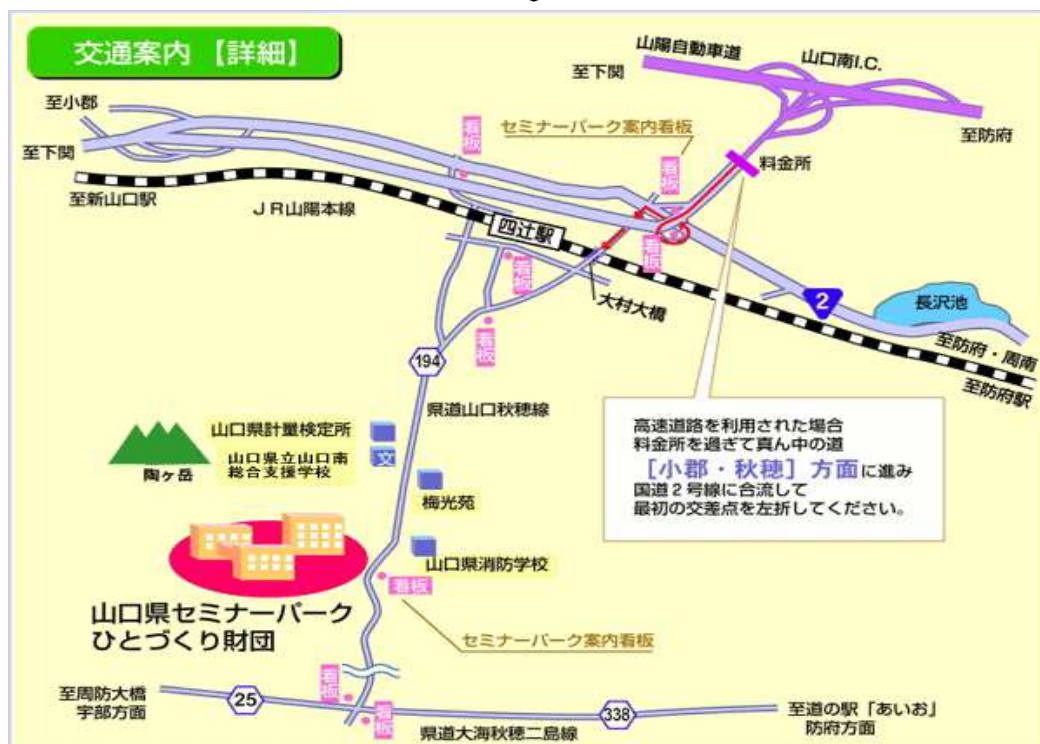 交通案内【詳細】
山陽自動車道
山口南I.C.
至下関
至防府
至小郡
至下関
看板
セミナーパーク案内看板
看板
料金所
至新山口駅
JR山陽本線
四辻駅
看板
看板
大村大橋
2
長沢池
至防府・周南
至防府駅
看板
194
県道山口秋穂線
高速道路を利用された場合
料金所を過ぎて真ん中の道
[小郡・秋穂]方面に進み
国道2号線に合流して
最初の交差点を左折してください。
山口県計量検定所
山口県立山口南
総合支援学校
文
陶ヶ岳
梅光苑
山口県消防学校
看板
山口県セミナーパーク
ひとづくり財団
セミナーパーク案内看板
看板
至周防大橋
宇部方面
25
看板
県道大海秋穂二島線
338
至道の駅「あいお」
防府方面